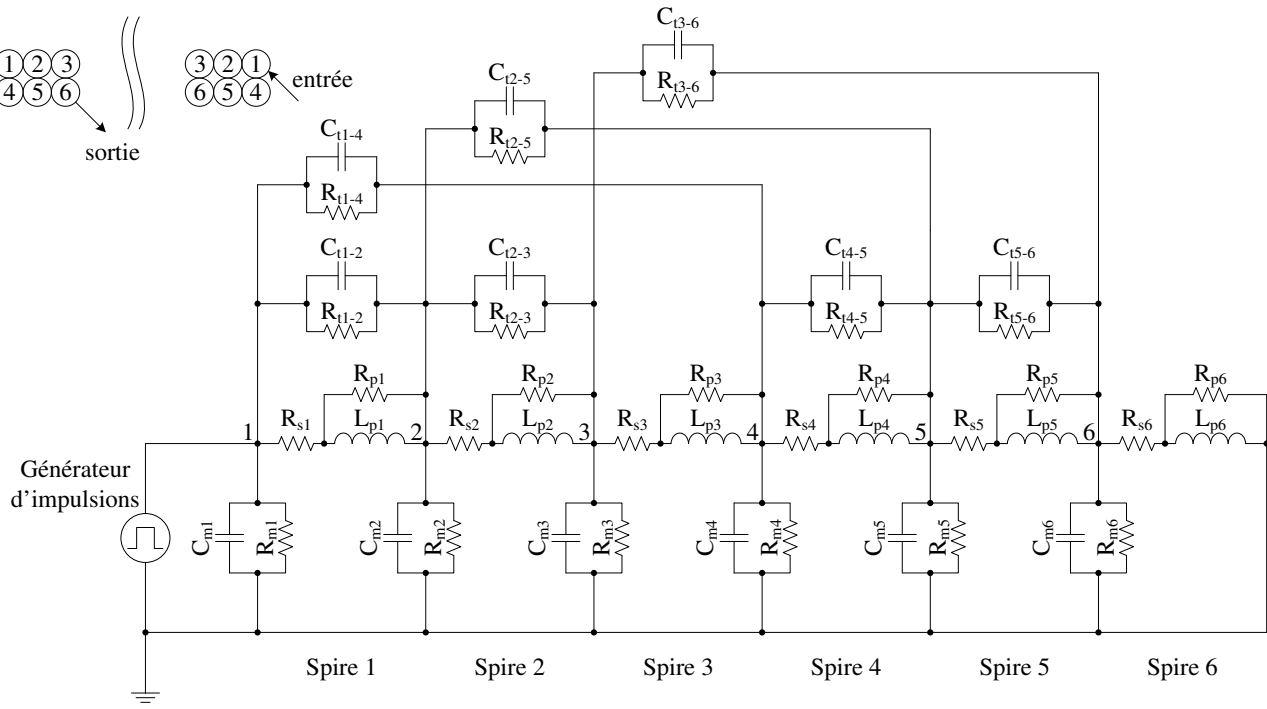 1 2 3
4 5 6
sortie
3 2 1
6 5 4
entrée
Ct3-6
Rt3-6
Ct2-5
Rt2-5
Ct1-4
Rt1-4
Ct1-2
Rt1-2
Ct2-3
Rt2-3
Ct4-5
Rt4-5
Ct5-6
Rt5-6
Rp1 Rp2 Rp3 Rp4 Rp5 Rp6
1 Rs1 Lp1 2 Rs2 Lp2 3 Rs3 Lp3 4 Rs4 Lp4 5 Rs5 Lp5 6 Rs6 Lp6
Générateur
d'impulsions
Cm1 Rm1 Cm2 Rm2 Cm3 Rm3 Cm4 Rm4 Cm5 Rm5 Cm6 Rm6
Spire 1 Spire 2 Spire 3 Spire 4 Spire 5 Spire 6